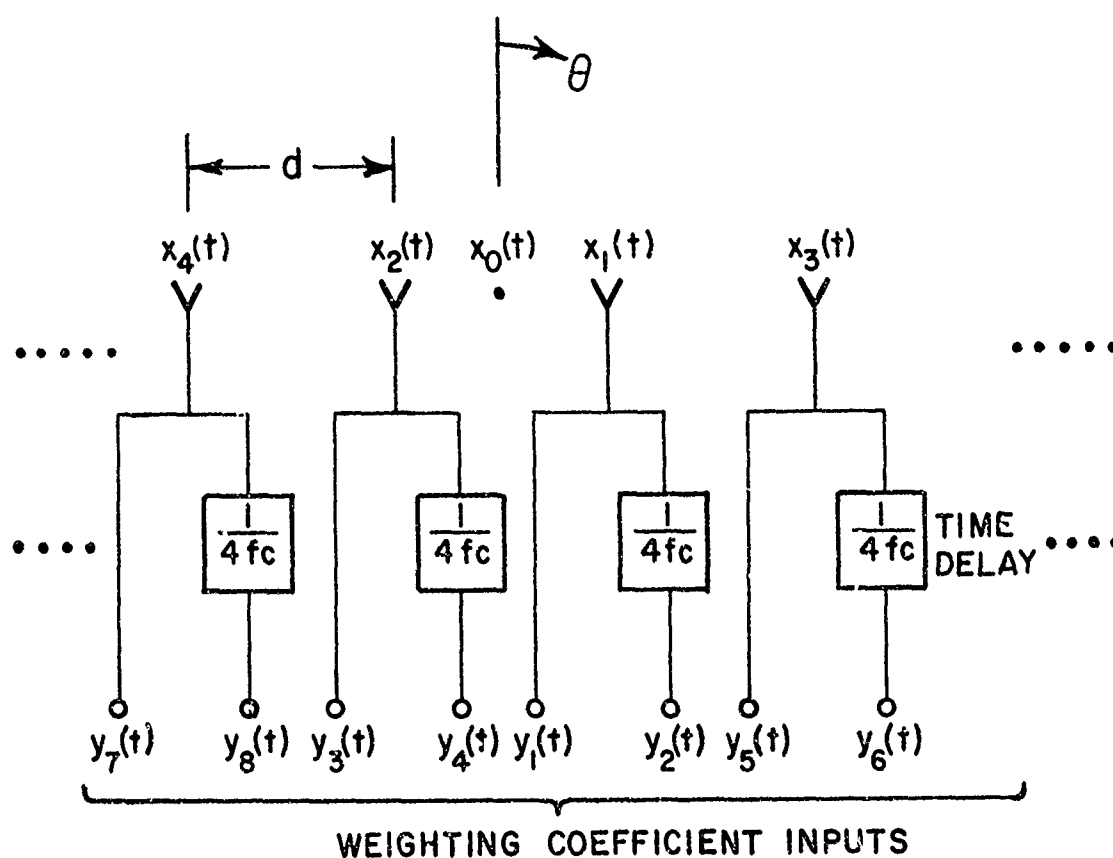 θ
d
x₄(t) x₂(t) x₀(t) x₁(t) x₃(t)
1/4fc 1/4fc 1/4fc 1/4fc TIME DELAY
y₇(t) y₈(t) y₃(t) y₄(t) y₁(t) y₂(t) y₅(t) y₆(t)
WEIGHTING COEFFICIENT INPUTS